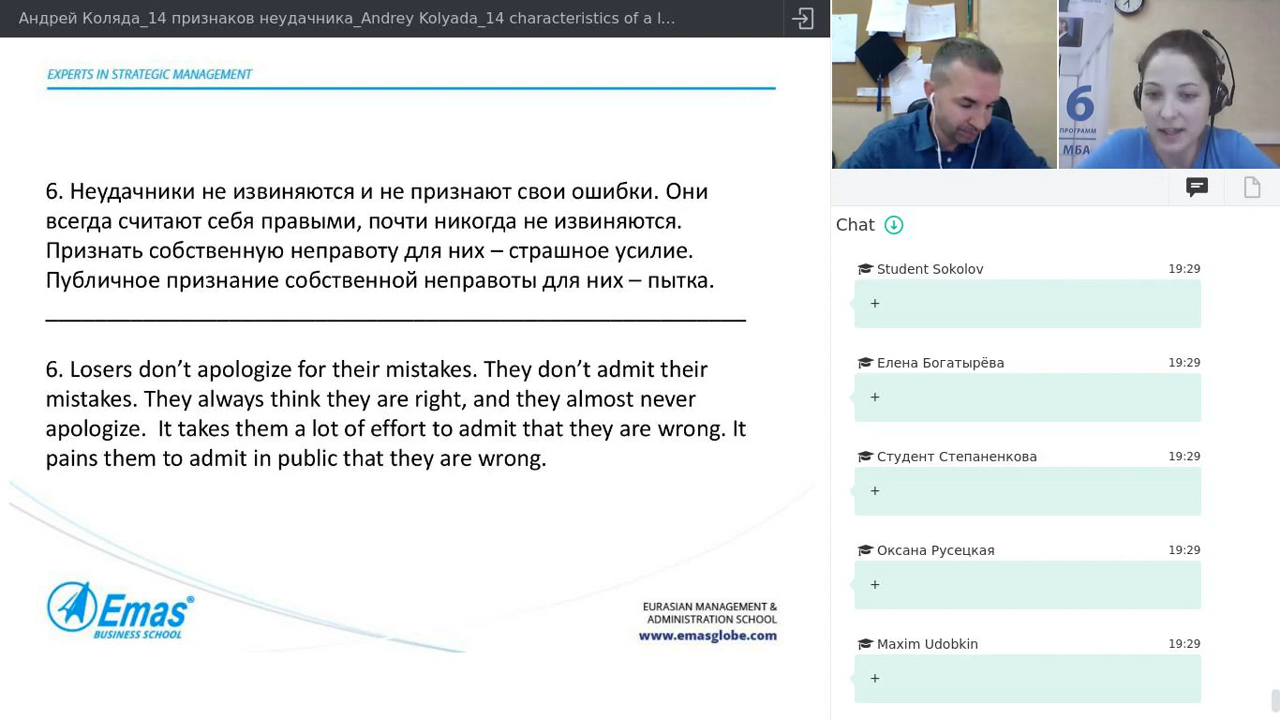 Андрей Коляда_14 признаков неудачника_Andrey Kolyada_14 characteristics of a l...
EXPERTS IN STRATEGIC MANAGEMENT
6. Неудачники не извиняются и не признают свои ошибки. Они
всегда считают себя правыми, почти никогда не извиняются.
Признать собственную неправоту для них – страшное усилие.
Публичное признание собственной неправоты для них – пытка.
6. Losers don’t apologize for their mistakes. They don’t admit their
mistakes. They always think they are right, and they almost never
apologize. It takes them a lot of effort to admit that they are wrong. It
pains them to admit in public that they are wrong.
Emas®
BUSINESS SCHOOL
EURASIAN MANAGEMENT &
ADMINISTRATION SCHOOL
www.emasglobe.com
6
ПРОГРАММ
МБА
Chat
Student Sokolov 19:29
+
Елена Богатырёва 19:29
+
Студент Степаненкова 19:29
+
Оксана Русецкая 19:29
+
Maxim Udobkin 19:29
+